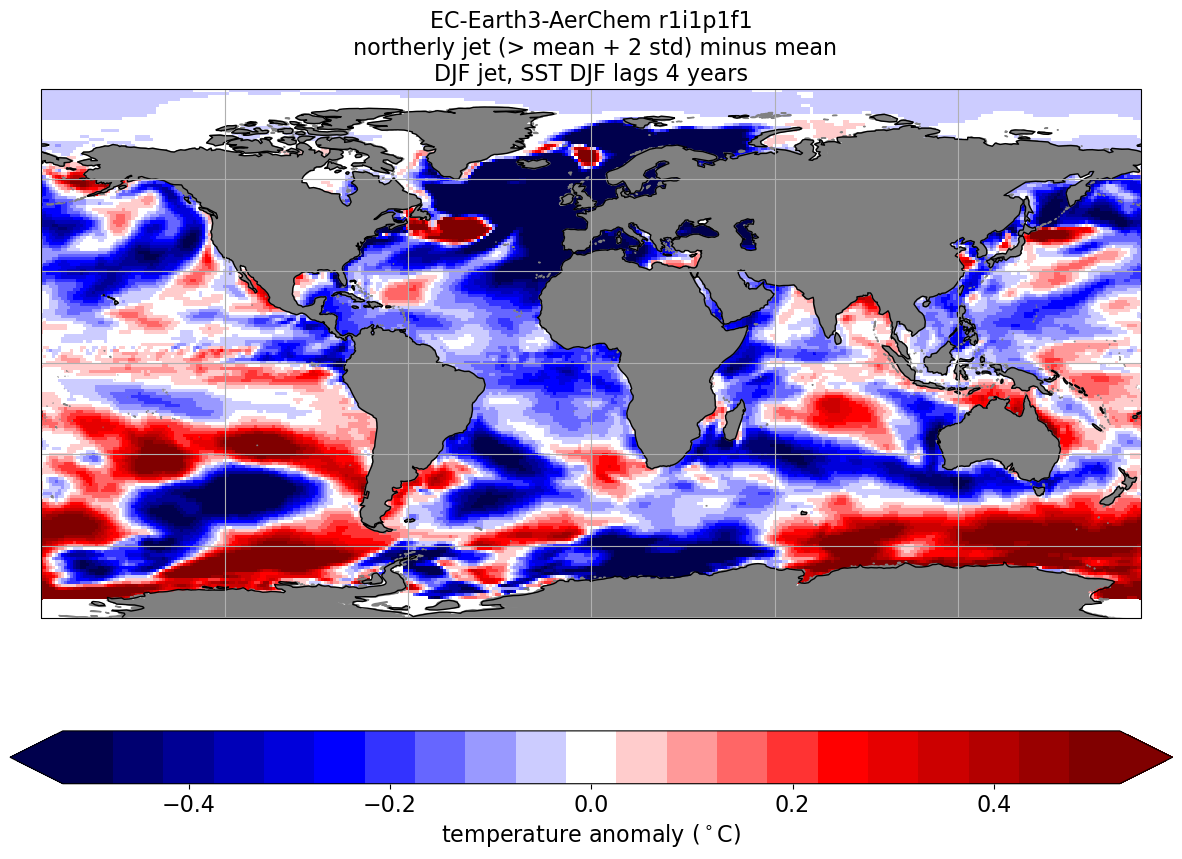 EC-Earth3-AerChem r1i1p1f1
northerly jet (> mean + 2 std) minus mean
DJF jet, SST DJF lags 4 years
−0.4 −0.2 0.0 0.2 0.4
temperature anomaly (°C)